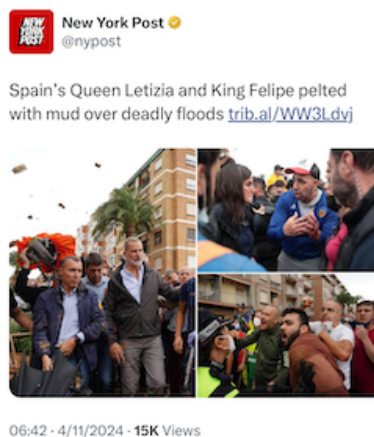 NEW
YORK
POST
New York Post
@nypost
Spain's Queen Letizia and King Felipe pelted
with mud over deadly floods trib.al/WW3Ldvj
06:42 · 4/11/2024 · 15K Views